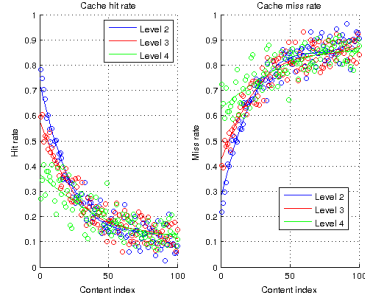 Cache hit rate
1
0.9
0.8
0.7
0.6
0.5
0.4
0.3
0.2
0.1
0
Hit rate
Level 2
Level 3
Level 4
0 50 100
Content index
Cache miss rate
1
0.9
0.8
0.7
0.6
0.5
0.4
0.3
0.2
0.1
0
Miss rate
Level 2
Level 3
Level 4
0 50 100
Content index